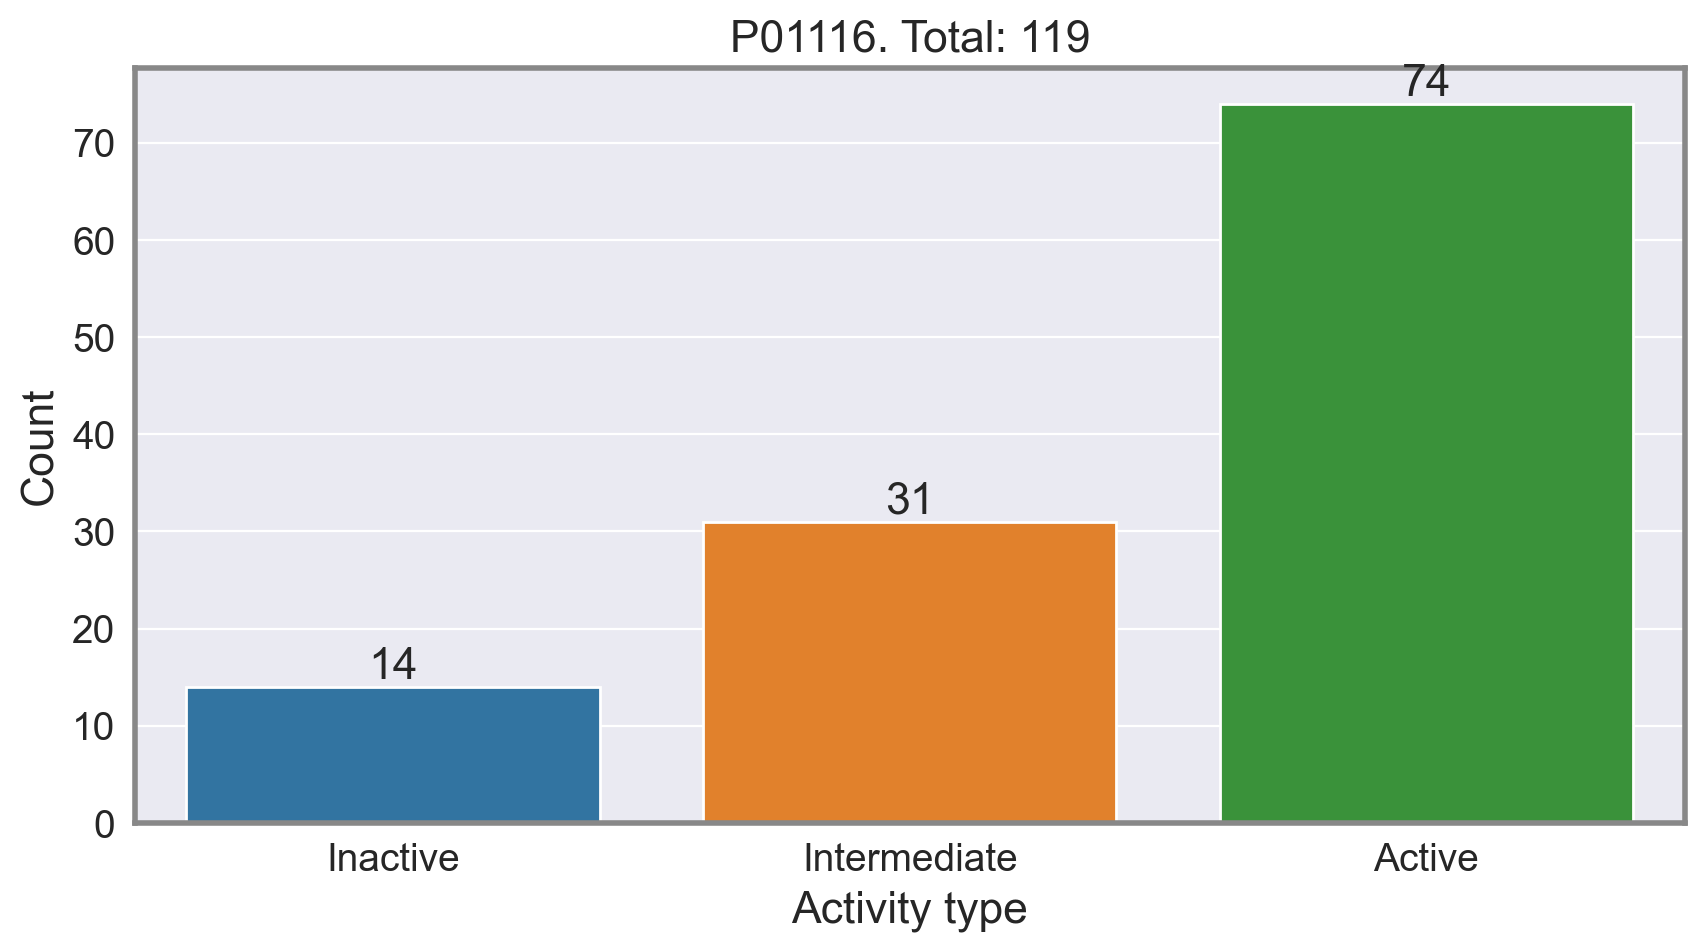 P01116. Total: 119
74
70
60
50
40
31
30
20
14
10
0
Count
Inactive
Intermediate
Active
Activity type